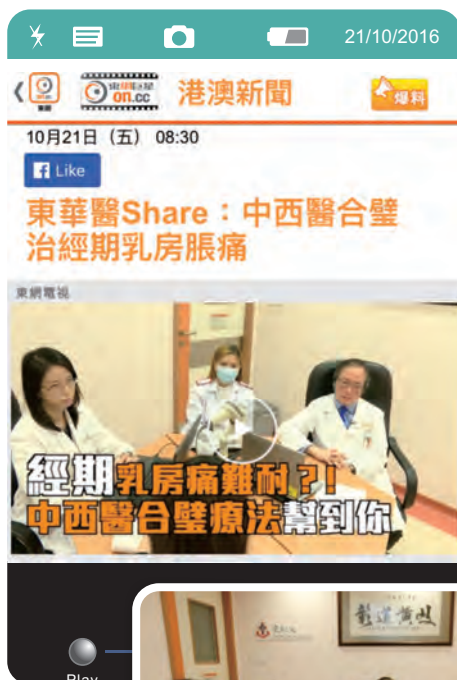 21/10/2016
on.cc
港澳新聞
爆料
10月21日（五） 08:30
Like
東華醫Share：中西醫合璧
治經期乳房脹痛
東網電視
經期乳房痛難耐？！
中西醫合璧療法幫到你
Play